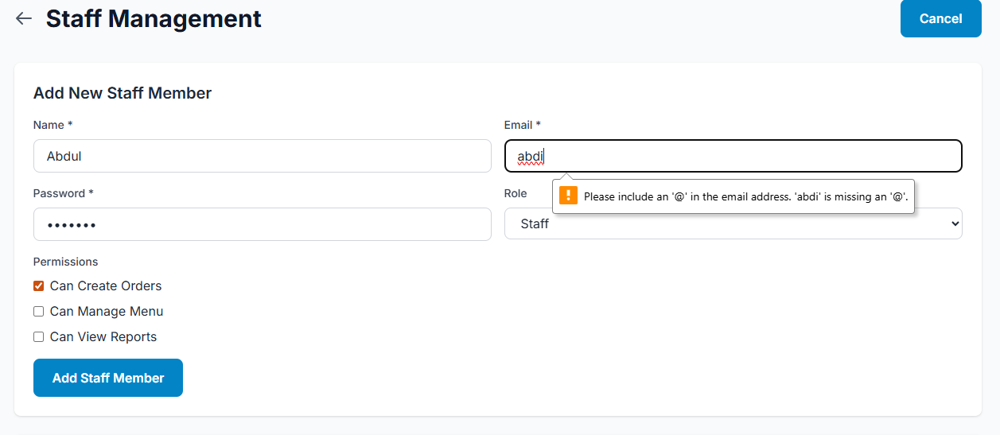 Staff Management
Cancel
Add New Staff Member
Name *
Email *
Abdul
abdi
Please include an '@' in the email address. 'abdi' is missing an '@'.
Password *
Role
•••••••
Staff
Permissions
Can Create Orders
Can Manage Menu
Can View Reports
Add Staff Member